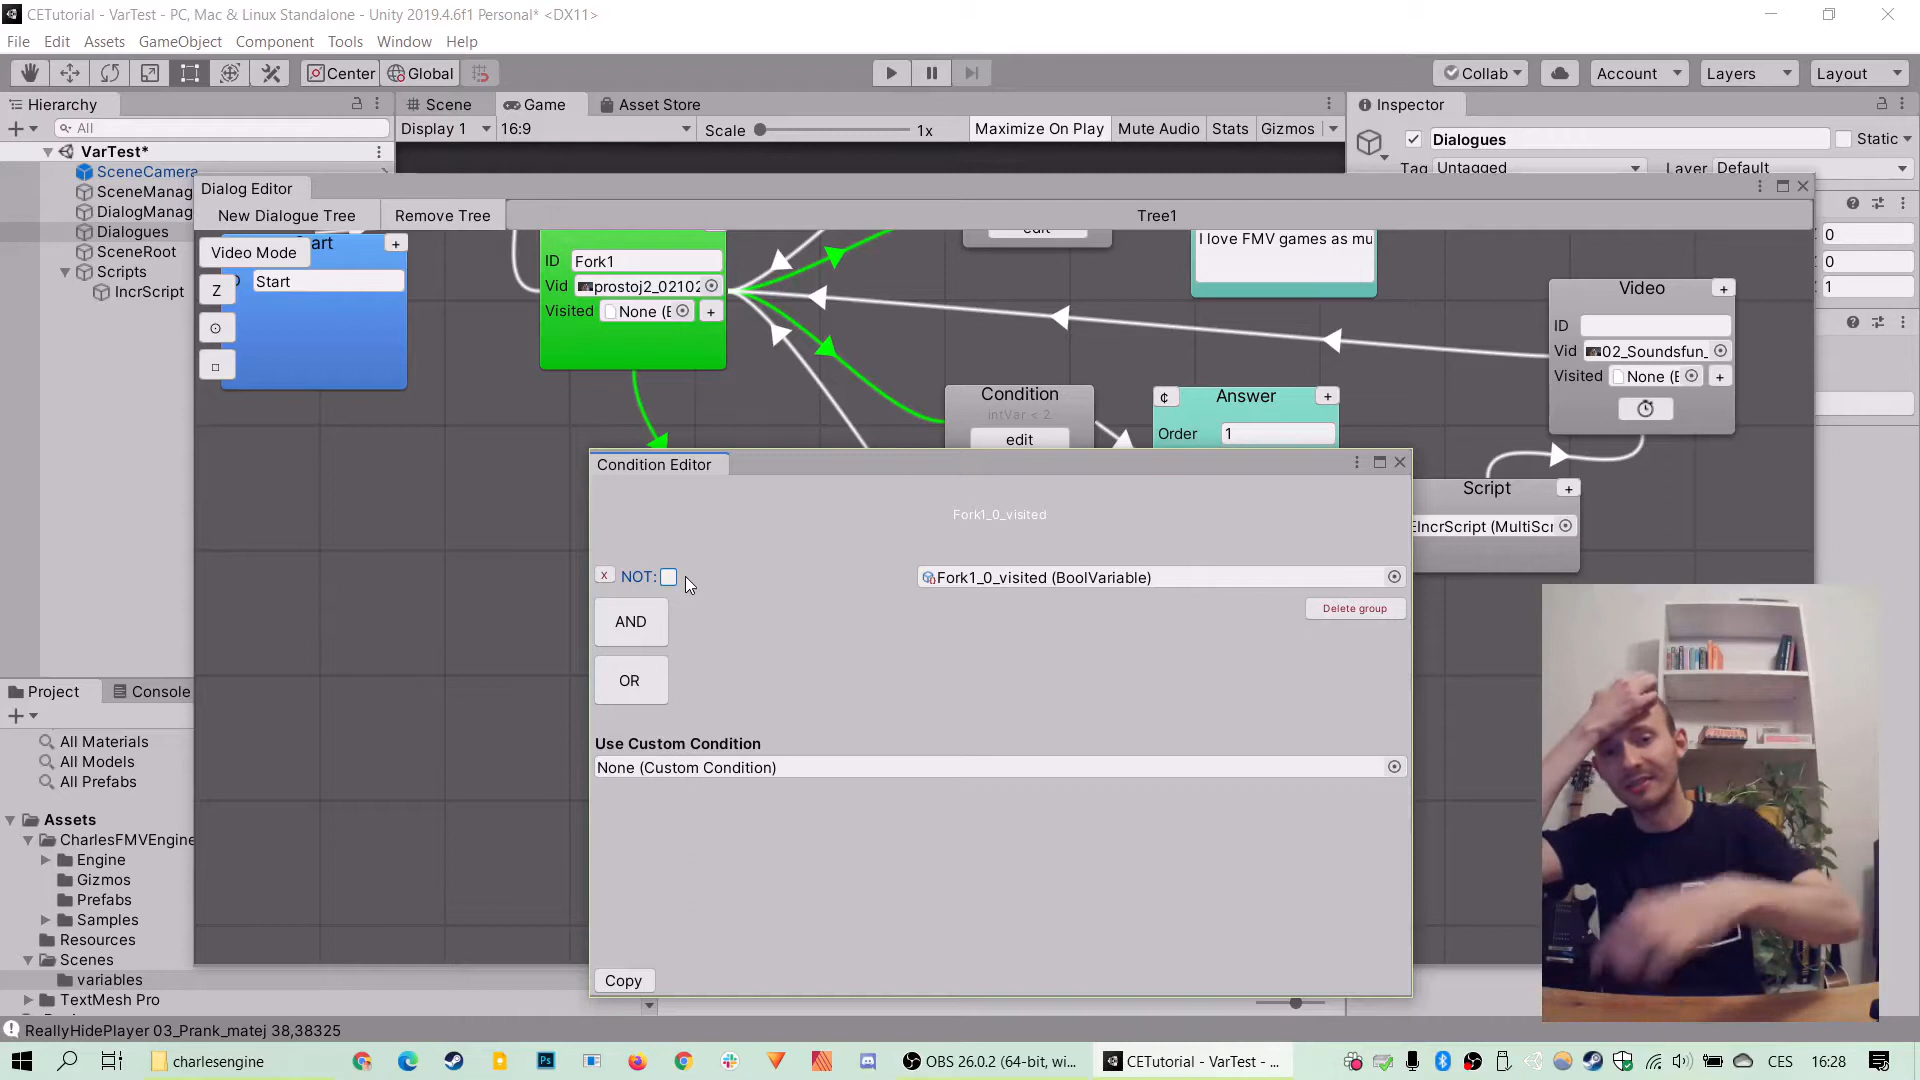 CETutorial - VarTest - PC, Mac & Linux Standalone - Unity 2019.4.6f1 Personal* <DX11>
File Edit Assets GameObject Component Tools Window Help
Center Global Collab Account Layers Layout
Hierarchy Scene Game Asset Store Inspector
All Display 1 16:9 Scale 1x Maximize On Play Mute Audio Stats Gizmos Dialogues Static
VarTest*
Tag Untagged Layer Default
SceneCamera
SceneManag
DialogManag
Dialogues
SceneRoot
Scripts
IncrScript
Dialog Editor
New Dialogue Tree Remove Tree Tree1
Video Mode
art
Start
Z
ID Fork1
Vid prostoj2_02102
Visited None (E
edit
I love FMV games as mu
0
0
1
Video
ID
Vid 02_Soundsfun_
Visited None (E
Condition
intVar < 2
edit
¢ Answer
Order 1
Script
EIncrScript (MultiScr
Condition Editor
Fork1_0_visited
X NOT: Fork1_0_visited (BoolVariable)
Delete group
AND
OR
Use Custom Condition
None (Custom Condition)
Copy
Project Console
All Materials
All Models
All Prefabs
Assets
CharlesFMVEngine
Engine
Gizmos
Prefabs
Samples
Resources
Scenes
variables
TextMesh Pro
ReallyHidePlayer 03_Prank_matej 38,38325
charlesengine OBS 26.0.2 (64-bit, wi... CETutorial - VarTest - ... CES 16:28